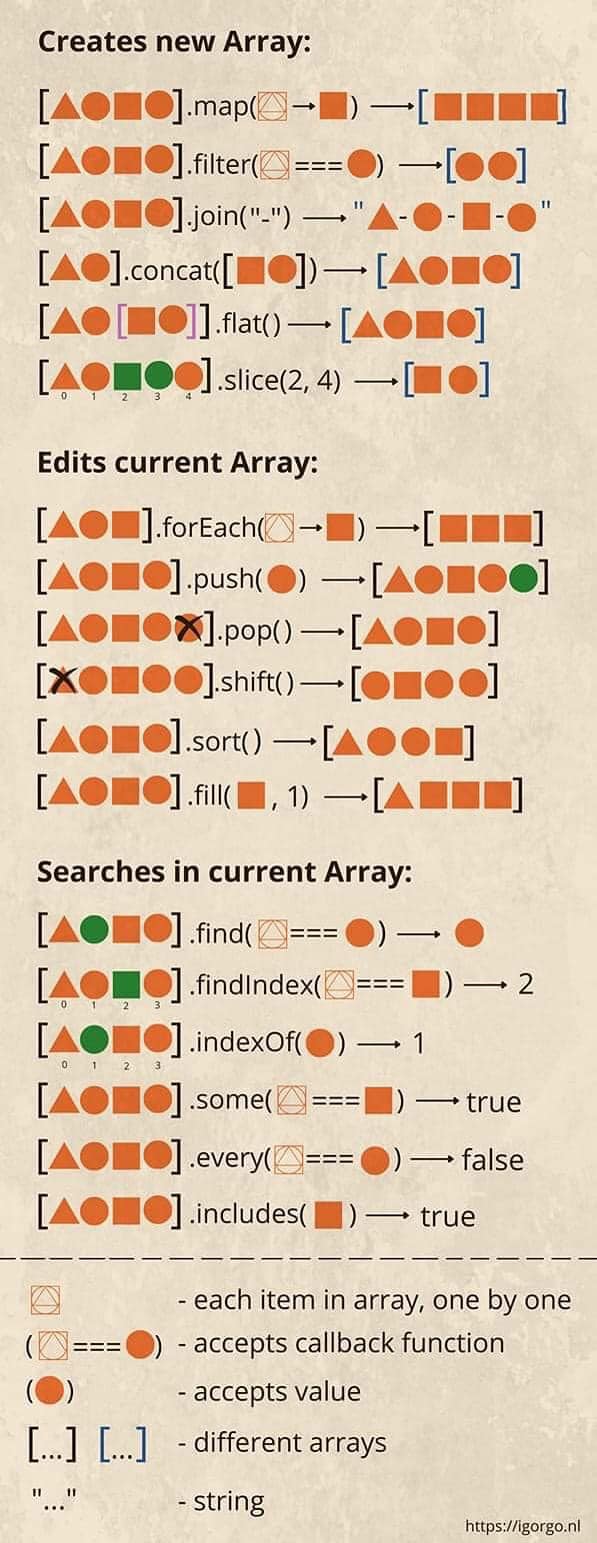 Creates new Array:
[].map(→) → []
[].filter(===) → []
[].join("-") → "---"
[].concat([]) → []
[[]].flat() → []
[].slice(2, 4) → []
0 1 2 3 4
Edits current Array:
[].forEach(→) → []
[].push() → []
[].pop() → []
[].shift() → []
[].sort() → []
[].fill(, 1) → []
Searches in current Array:
[].find(===) →
[].findIndex(===) → 2
0 1 2 3
[].indexOf() → 1
0 1 2 3
[].some(===) → true
[].every(===) → false
[].includes() → true
- each item in array, one by one
(===) - accepts callback function
() - accepts value
[...] [...] - different arrays
"..." - string
https://igorgo.nl